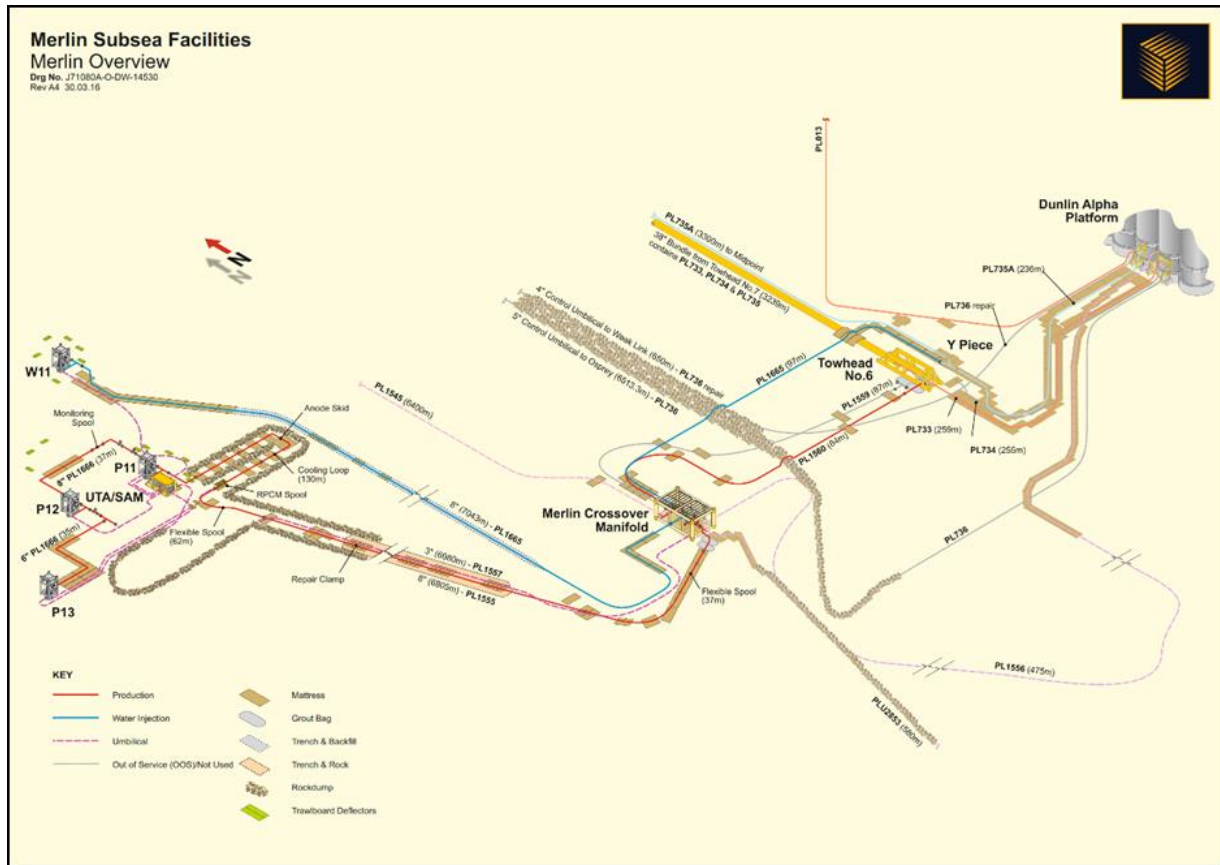 Merlin Subsea Facilities
Merlin Overview
Drg No. J71080A-O-DW-14530
Rev A4 30.03.16
PL013
Dunlin Alpha
Platform
PL735A (3300m) to Midpoint
38" Bundle from Towhead No.7 (3239m)
contains PL733, PL734 & PL735
PL735A (236m)
PL736 repair
Y Piece
Towhead
No.6
4" Control Umbilical to Weak Link (650m) - PL736 repair
5" Control Umbilical to Osprey (6513.3m) - PL736
PL1665 (97m)
PL1559 (87m)
PL1560 (84m)
PL733 (259m)
PL734 (255m)
N
N
W11
Monitoring
Spool
8" PL1666 (37m)
P11
UTA/SAM
P12
6" PL1666 (35m)
P13
Anode Skid
Cooling Loop
(130m)
RPCM Spool
Flexible Spool
(62m)
Repair Clamp
PL1545 (6400m)
8" (7043m) - PL1665
3" (6980m) - PL1557
8" (6805m) - PL1555
Merlin Crossover
Manifold
Flexible Spool
(37m)
PL736
PL1556 (475m)
PLU2853 (580m)
KEY
Production
Water Injection
Umbilical
Out of Service (OOS)/Not Used
Mattress
Grout Bag
Trench & Backfill
Trench & Rock
Rockdump
Trawlboard Deflectors